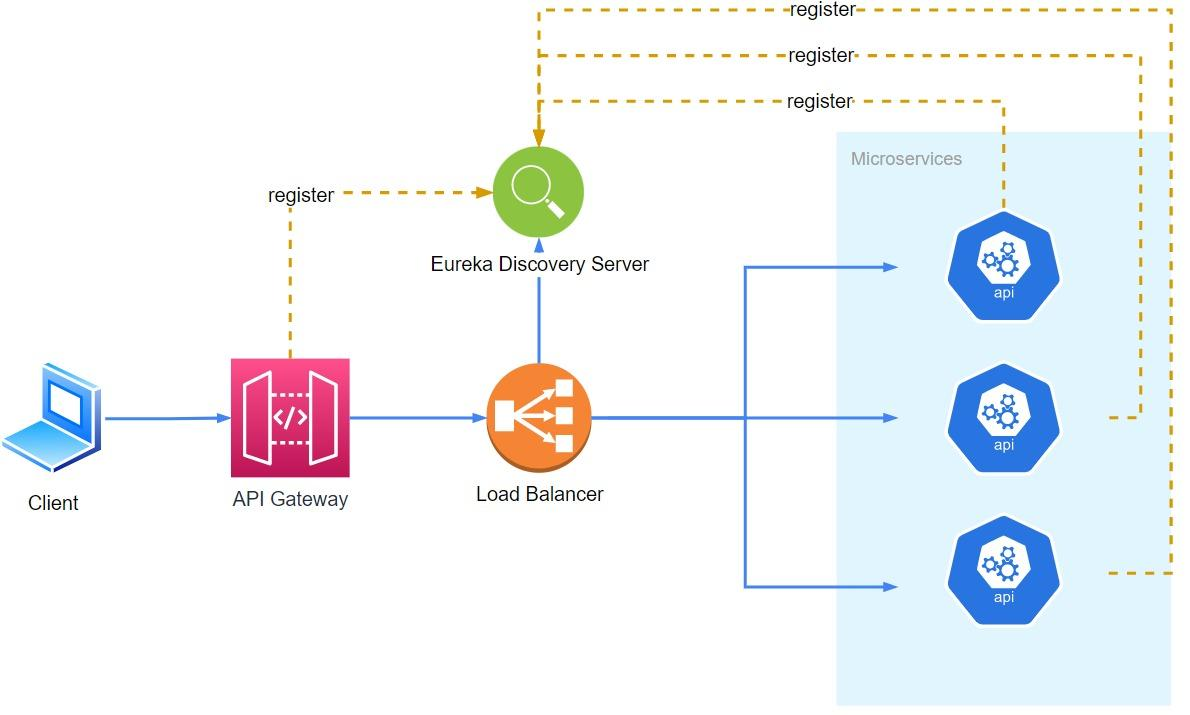 register
register
register
Microservices
register
Eureka Discovery Server
api
</>
Client
API Gateway
Load Balancer
api
api